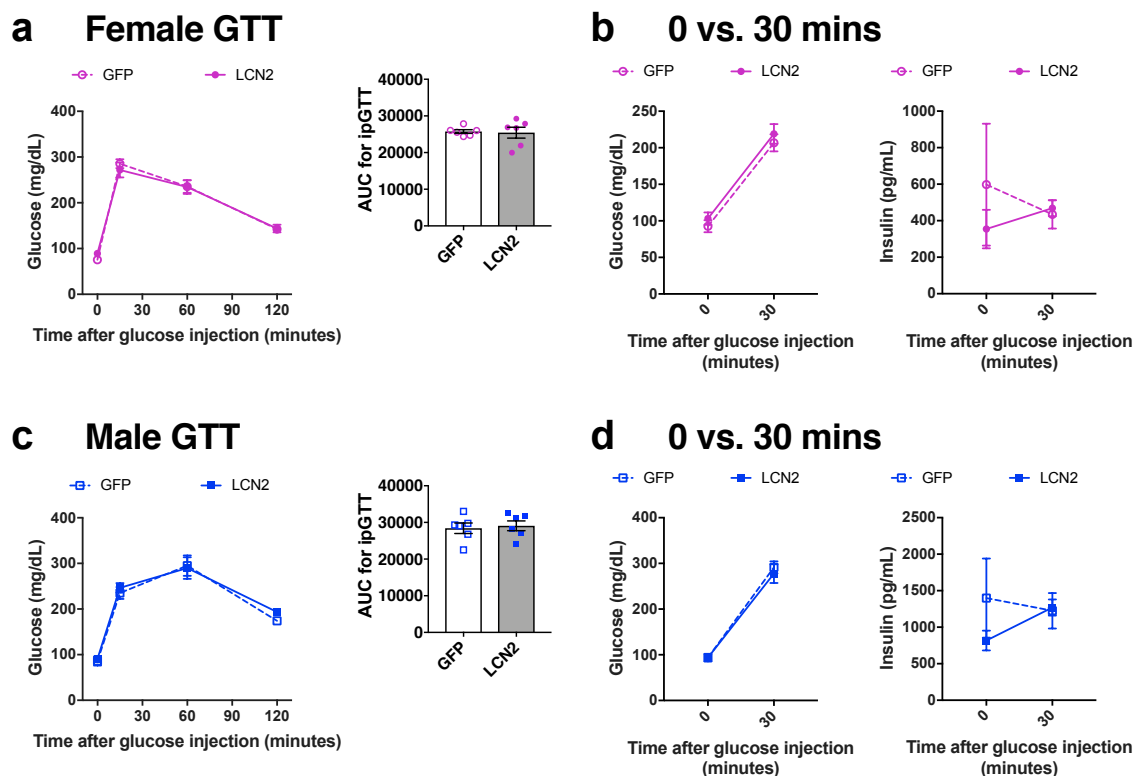 a Female GTT
GFP LCN2
400
300
200
100
0
Glucose (mg/dL)
0 30 60 90 120
Time after glucose injection (minutes)
40000
30000
20000
10000
0
AUC for ipGTT
GFP LCN2
b 0 vs. 30 mins
GFP LCN2
250
200
150
100
50
0
Glucose (mg/dL)
0 30
Time after glucose injection
(minutes)
GFP LCN2
1000
800
600
400
200
0
Insulin (pg/mL)
0 30
Time after glucose injection
(minutes)
c Male GTT
GFP LCN2
400
300
200
100
0
Glucose (mg/dL)
0 30 60 90 120
Time after glucose injection (minutes)
40000
30000
20000
10000
0
AUC for ipGTT
GFP LCN2
d 0 vs. 30 mins
GFP LCN2
400
300
200
100
0
Glucose (mg/dL)
0 30
Time after glucose injection
(minutes)
GFP LCN2
2500
2000
1500
1000
500
0
Insulin (pg/mL)
0 30
Time after glucose injection
(minutes)